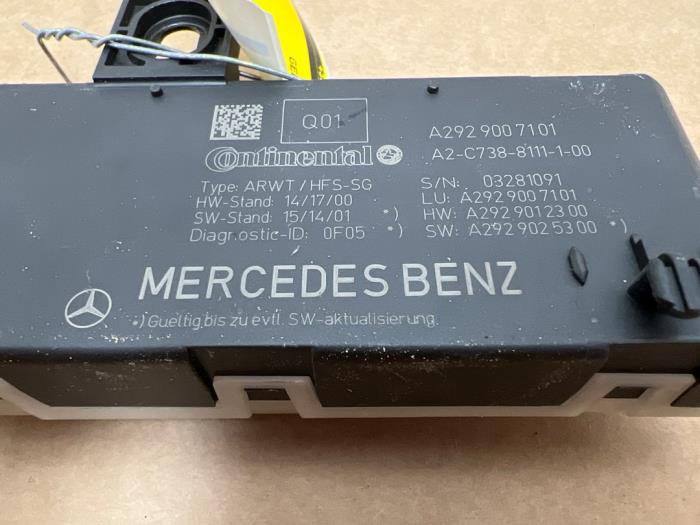 Q01
A292 900 7101
Continental
A2-C738-8111-1-00
Type: ARWT/HFS-SG
HW-Stand: 14/17/00
SW-Stand: 15/14/01 *)
Diagnostic-ID: 0F05 *)
S/N: 03281091
LU: A292 900 7101
HW: A292 901 23 00
SW: A292 902 53 00 *)
MERCEDES BENZ
*) Gueltig bis zu evtl. SW-aktualisierung.